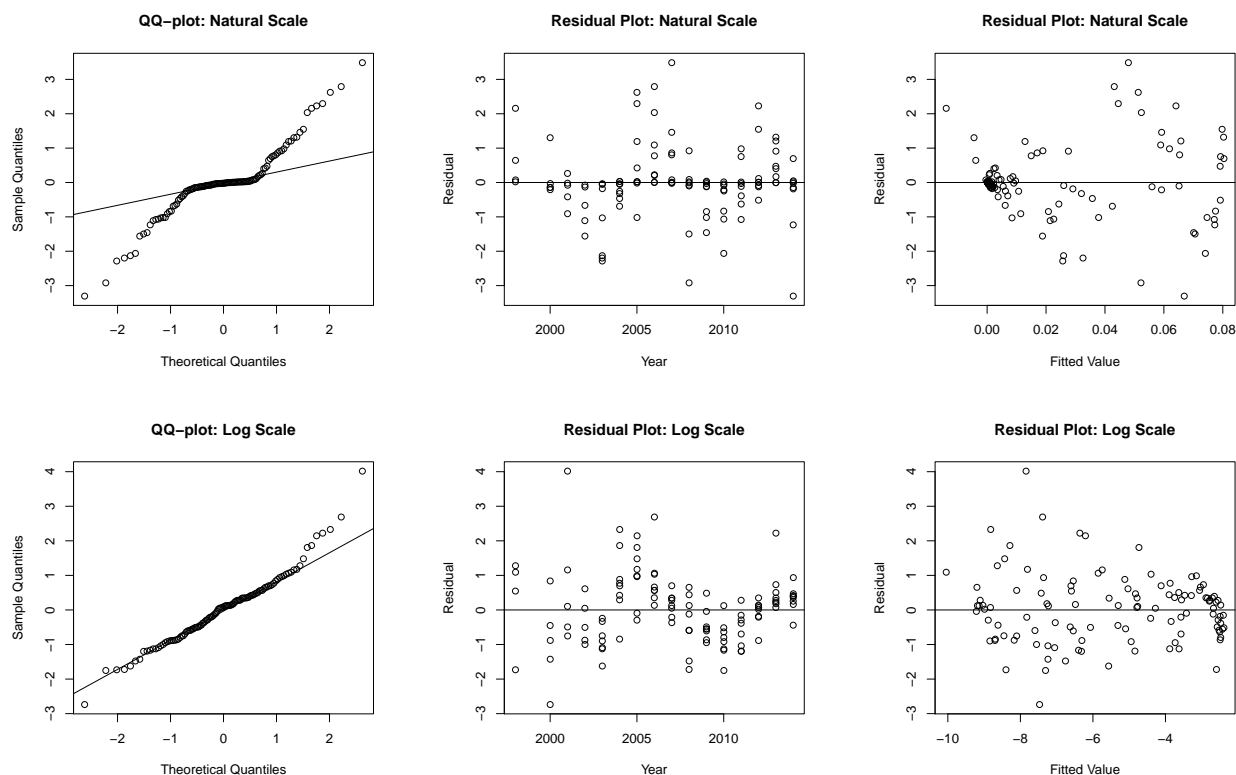 QQ−plot: Natural Scale
Sample Quantiles
3
2
1
0
−1
−2
−3
−2 −1 0 1 2
Theoretical Quantiles
Residual Plot: Natural Scale
Residual
3
2
1
0
−1
−2
−3
2000 2005 2010
Year
Residual Plot: Natural Scale
Residual
3
2
1
0
−1
−2
−3
0.00 0.02 0.04 0.06 0.08
Fitted Value
QQ−plot: Log Scale
Sample Quantiles
4
3
2
1
0
−1
−2
−3
−2 −1 0 1 2
Theoretical Quantiles
Residual Plot: Log Scale
Residual
4
3
2
1
0
−1
−2
−3
2000 2005 2010
Year
Residual Plot: Log Scale
Residual
4
3
2
1
0
−1
−2
−3
−10 −8 −6 −4
Fitted Value